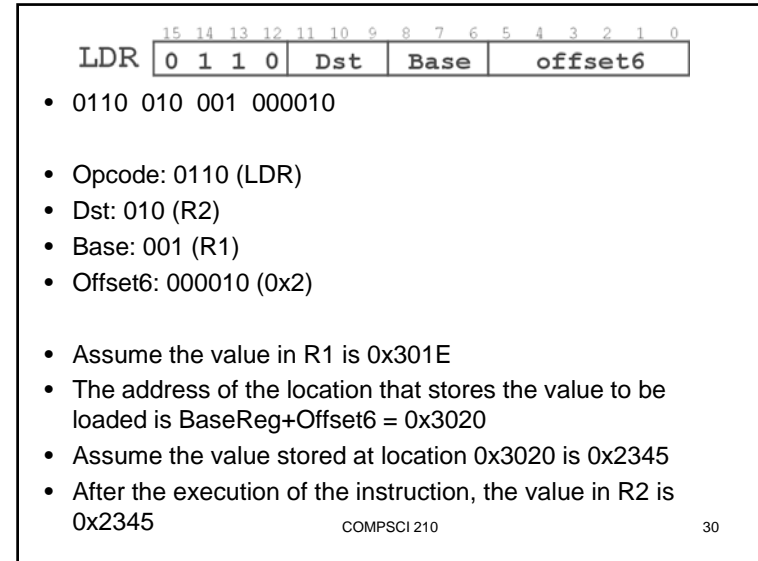 15 14 13 12 11 10 9 8 7 6 5 4 3 2 1 0
LDR 0 1 1 0 Dst Base offset6
• 0110 010 001 000010
• Opcode: 0110 (LDR)
• Dst: 010 (R2)
• Base: 001 (R1)
• Offset6: 000010 (0x2)
• Assume the value in R1 is 0x301E
• The address of the location that stores the value to be
loaded is BaseReg+Offset6 = 0x3020
• Assume the value stored at location 0x3020 is 0x2345
• After the execution of the instruction, the value in R2 is
0x2345
COMPSCI 210 30